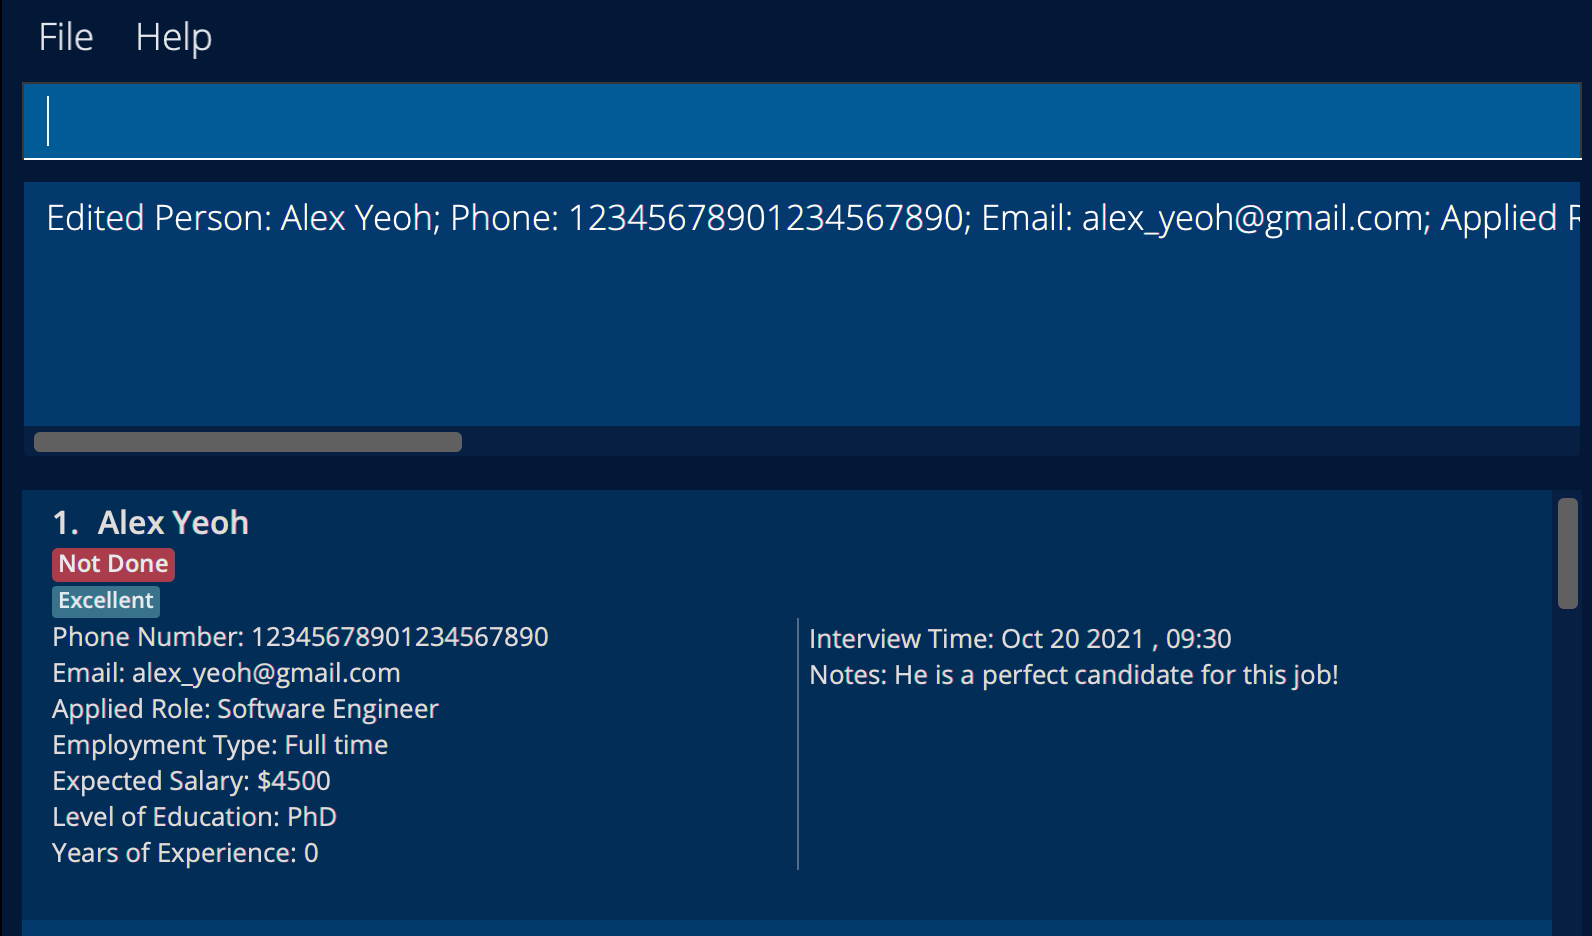 File Help
Edited Person: Alex Yeoh; Phone: 12345678901234567890; Email: alex_yeoh@gmail.com; Applied
1. Alex Yeoh
Not Done
Excellent
Phone Number: 12345678901234567890
Email: alex_yeoh@gmail.com
Applied Role: Software Engineer
Employment Type: Full time
Expected Salary: $4500
Level of Education: PhD
Years of Experience: 0
Interview Time: Oct 20 2021 , 09:30
Notes: He is a perfect candidate for this job!